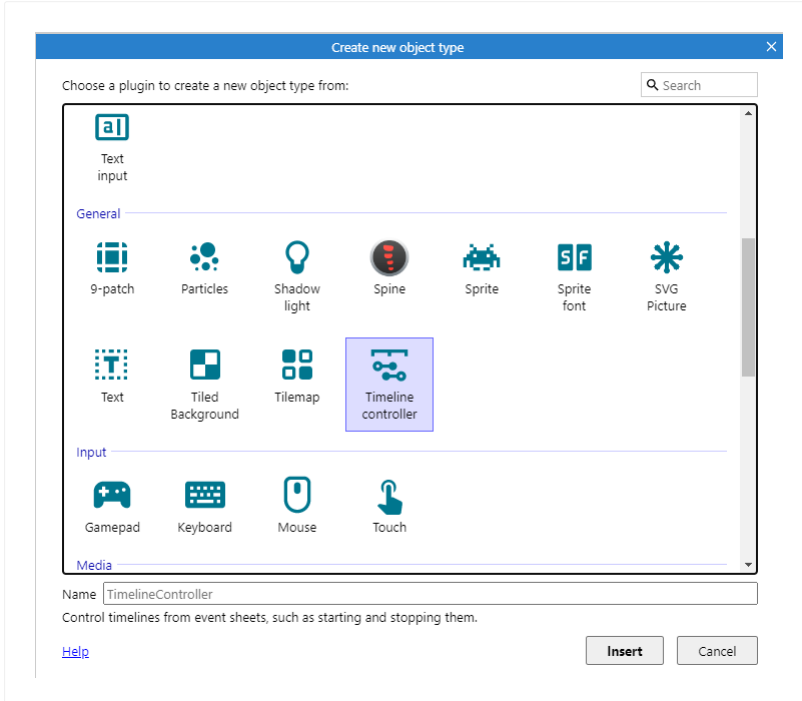 Create new object type
Choose a plugin to create a new object type from:
Search
Text
input
General
9-patch
Particles
Shadow
light
Spine
Sprite
Sprite
font
SVG
Picture
Text
Tiled
Background
Tilemap
Timeline
controller
Input
Gamepad
Keyboard
Mouse
Touch
Media
Name TimelineController
Control timelines from event sheets, such as starting and stopping them.
Help
Insert
Cancel